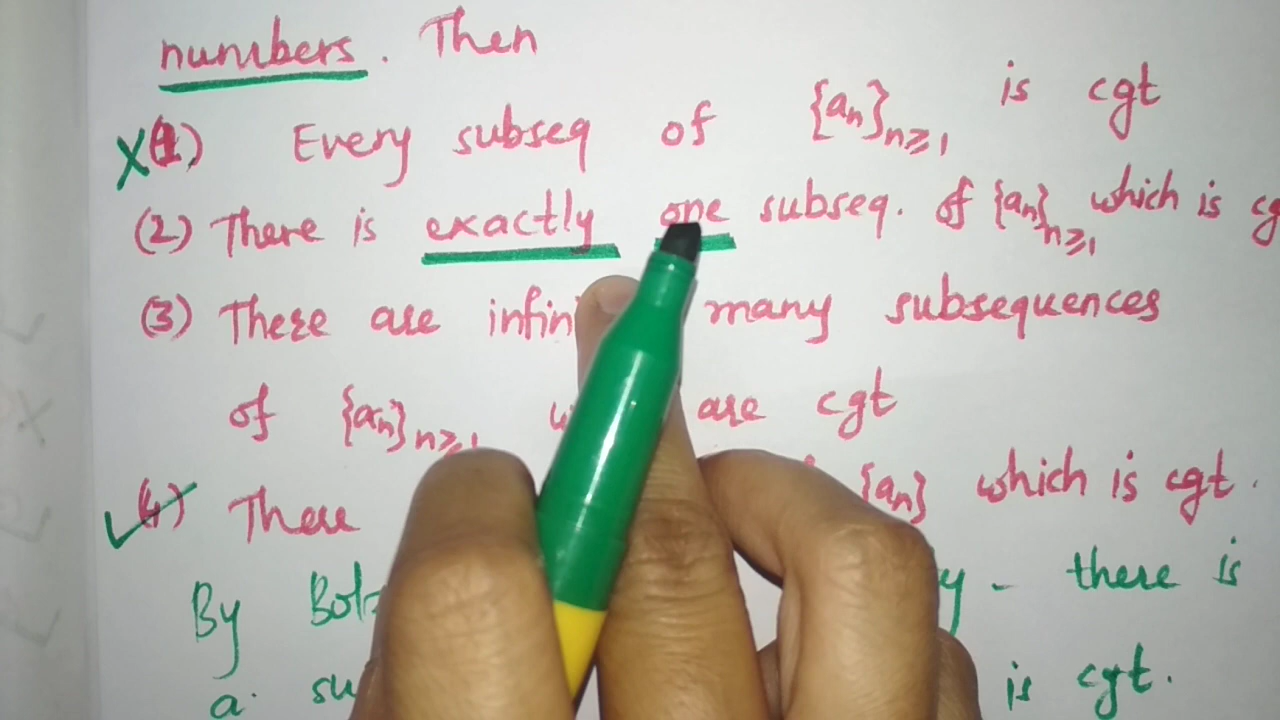 numbers. Then
(1) Every subseq of {aₙ}ₙ≥₁ is cgt
(2) There is exactly one subseq. of {aₙ}ₙ≥₁ which is cg
(3) There are infin many subsequences
of {aₙ}ₙ≥₁ are cgt
(4) There {aₙ} which is cgt.
By Bol y - there is
a su is cgt.